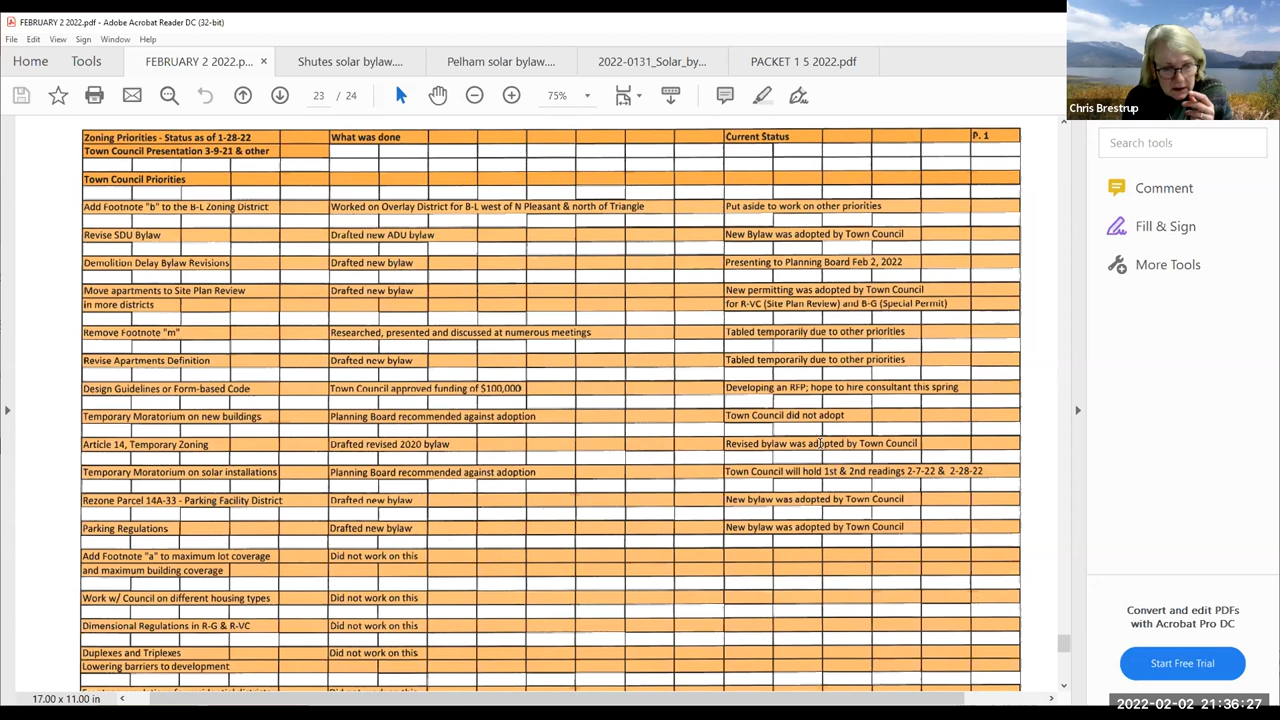 FEBRUARY 2 2022.pdf - Adobe Acrobat Reader DC (32-bit)
File Edit View Sign Window Help
Home Tools FEBRUARY 2 2022.p... × Shutes solar bylaw.... Pelham solar bylaw.... 2022-0131_Solar_by... PACKET 1 5 2022.pdf
23 / 24 75%
Chris Brestrup
Search tools
Comment
Fill & Sign
More Tools
Zoning Priorities - Status as of 1-28-22 What was done Current Status P. 1
Town Council Presentation 3-9-21 & other
Town Council Priorities
Add Footnote "b" to the B-L Zoning District Worked on Overlay District for B-L west of N Pleasant & north of Triangle Put aside to work on other priorities
Revise SDU Bylaw Drafted new ADU bylaw New Bylaw was adopted by Town Council
Demolition Delay Bylaw Revisions Drafted new bylaw Presenting to Planning Board Feb 2, 2022
Move apartments to Site Plan Review Drafted new bylaw New permitting was adopted by Town Council
in more districts for R-VC (Site Plan Review) and B-G (Special Permit)
Remove Footnote "m" Researched, presented and discussed at numerous meetings Tabled temporarily due to other priorities
Revise Apartments Definition Drafted new bylaw Tabled temporarily due to other priorities
Design Guidelines or Form-based Code Town Council approved funding of $100,000 Developing an RFP; hope to hire consultant this spring
Temporary Moratorium on new buildings Planning Board recommended against adoption Town Council did not adopt
Article 14, Temporary Zoning Drafted revised 2020 bylaw Revised bylaw was adopted by Town Council
Temporary Moratorium on solar installations Planning Board recommended against adoption Town Council will hold 1st & 2nd readings 2-7-22 & 2-28-22
Rezone Parcel 14A-33 - Parking Facility District Drafted new bylaw New bylaw was adopted by Town Council
Parking Regulations Drafted new bylaw New bylaw was adopted by Town Council
Add Footnote "a" to maximum lot coverage Did not work on this
and maximum building coverage
Work w/ Council on different housing types Did not work on this
Dimensional Regulations in R-G & R-VC Did not work on this
Duplexes and Triplexes Did not work on this
Lowering barriers to development
Convert and edit PDFs
with Acrobat Pro DC
Start Free Trial
17.00 x 11.00 in
2022-02-02 21:36:27